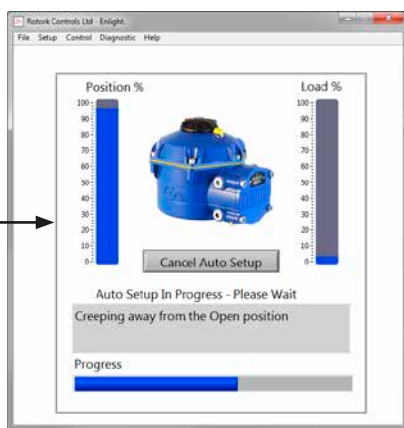 Rotork Controls Ltd - Enlight.
File Setup Control Diagnostic Help
Position % Load %
100 100
90 90
80 80
70 70
60 60
50 50
40 40
30 30
20 20
10 10
0 0
Cancel Auto Setup
Auto Setup In Progress - Please Wait
Creeping away from the Open position
Progress